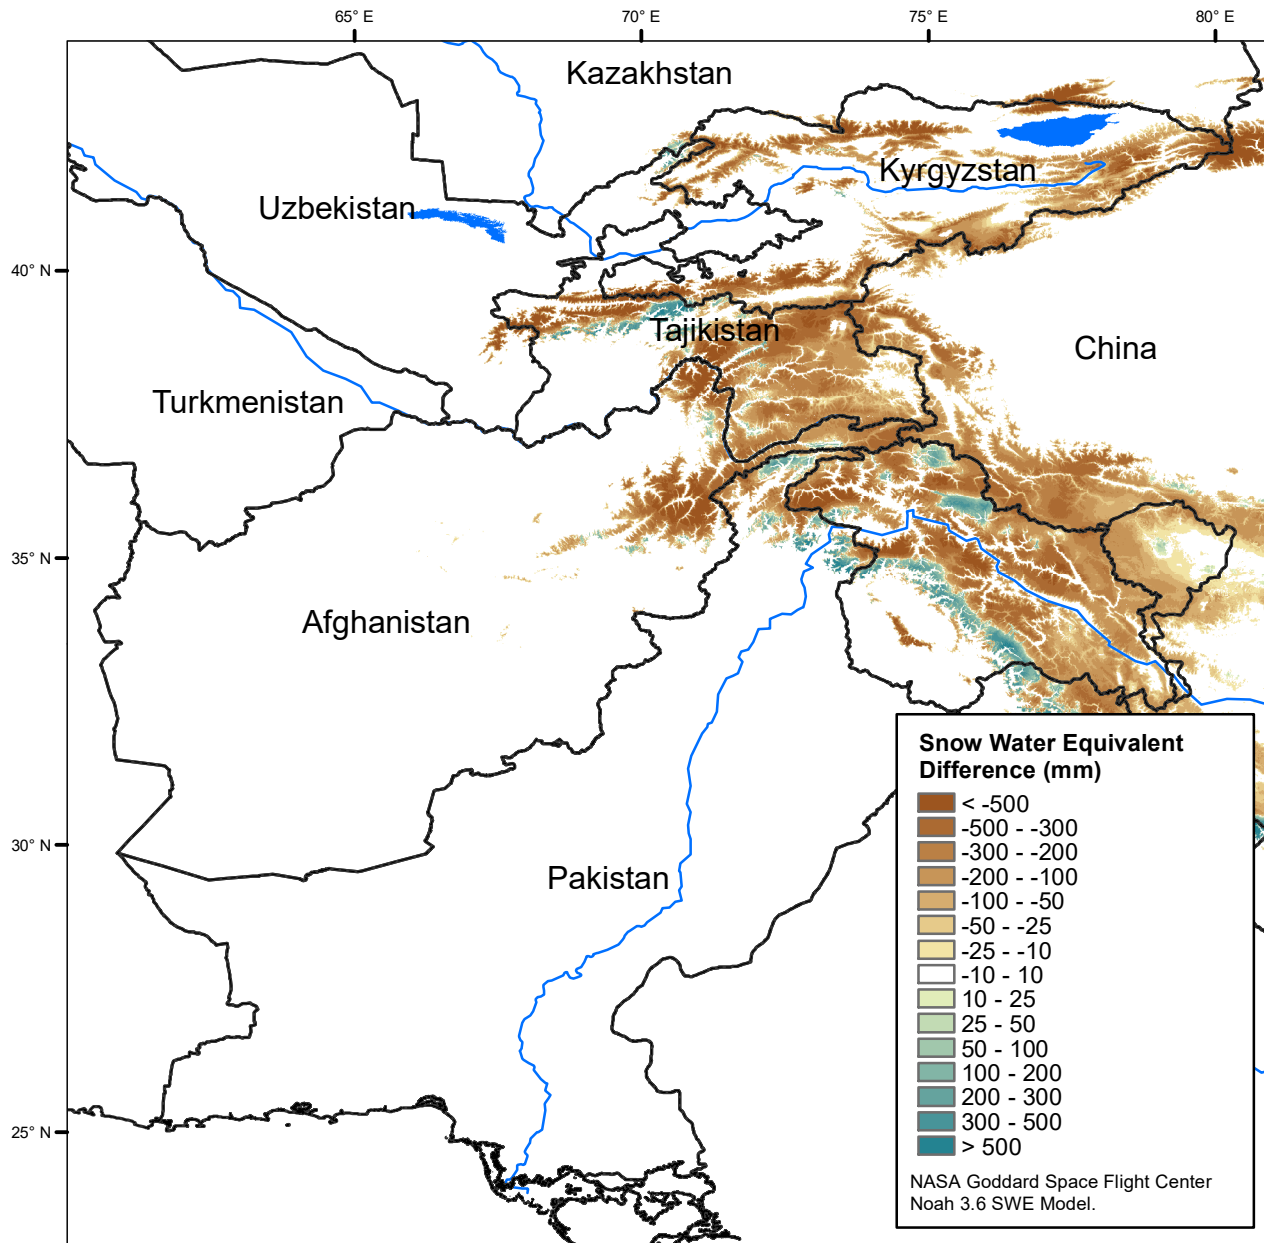 65° E
70° E
75° E
80° E
Kazakhstan
Kyrgyzstan
Uzbekistan
40° N
Tajikistan
China
Turkmenistan
35° N
Afghanistan
30° N
Pakistan
25° N
Snow Water Equivalent
Difference (mm)
< -500
-500 - -300
-300 - -200
-200 - -100
-100 - -50
-50 - -25
-25 - -10
-10 - 10
10 - 25
25 - 50
50 - 100
100 - 200
200 - 300
300 - 500
> 500
NASA Goddard Space Flight Center
Noah 3.6 SWE Model.